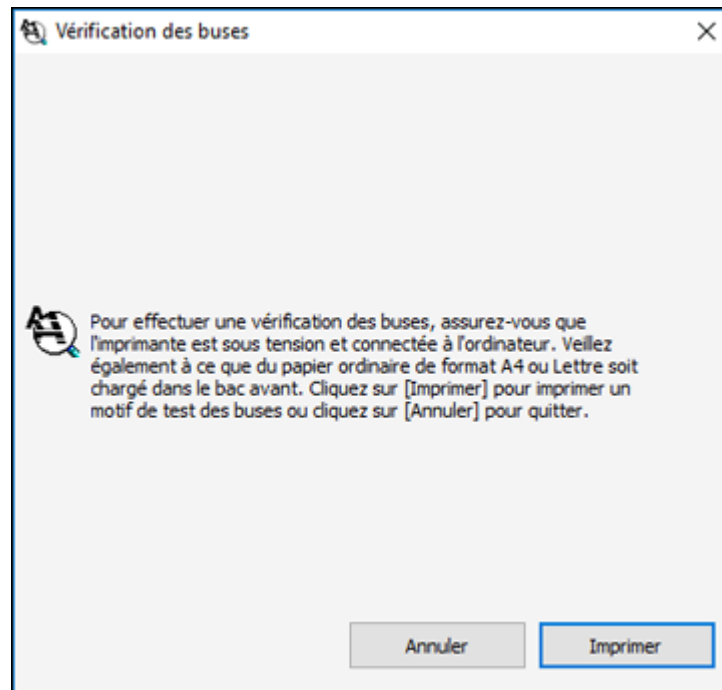 Vérification des buses
Pour effectuer une vérification des buses, assurez-vous que
l'imprimante est sous tension et connectée à l'ordinateur. Veillez
également à ce que du papier ordinaire de format A4 ou Lettre soit
chargé dans le bac avant. Cliquez sur [Imprimer] pour imprimer un
motif de test des buses ou cliquez sur [Annuler] pour quitter.
Annuler
Imprimer